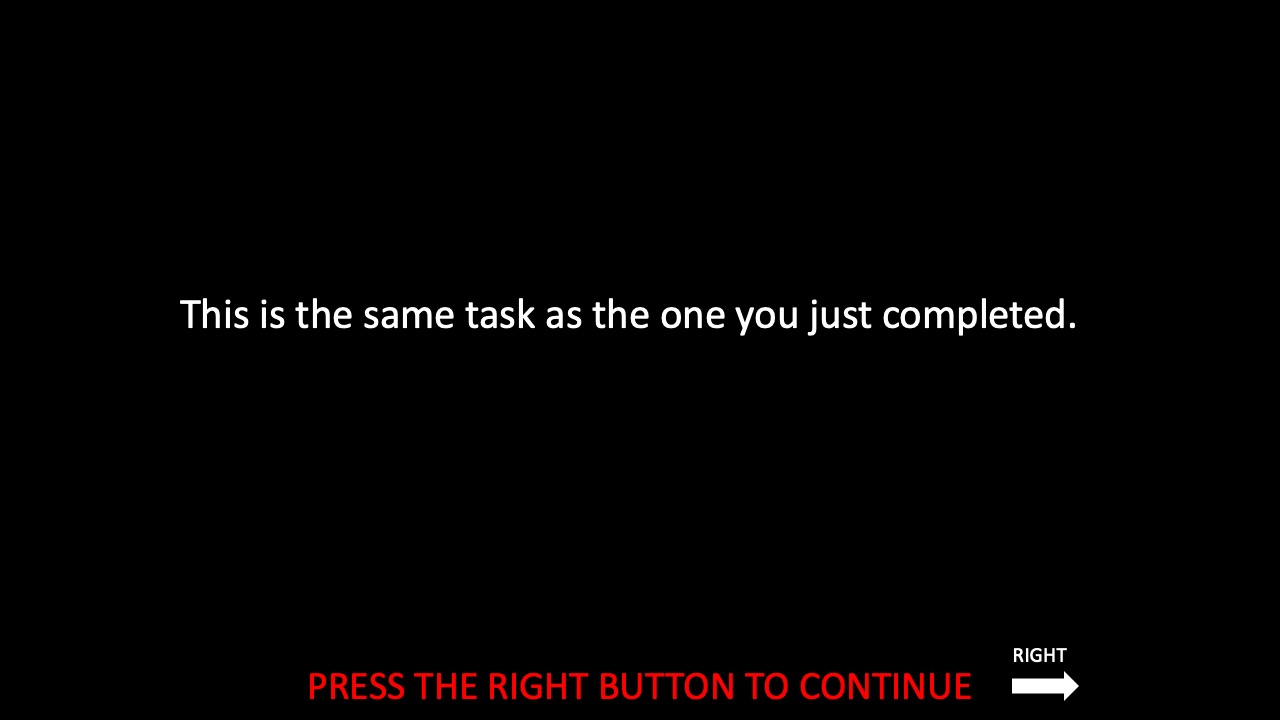 This is the same task as the one you just completed.
RIGHT
PRESS THE RIGHT BUTTON TO CONTINUE